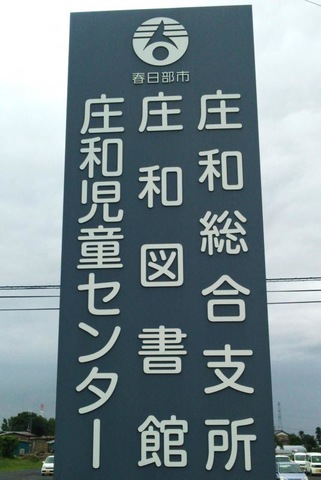 春日部市
庄和総合支所
庄和図書館
庄和児童センター